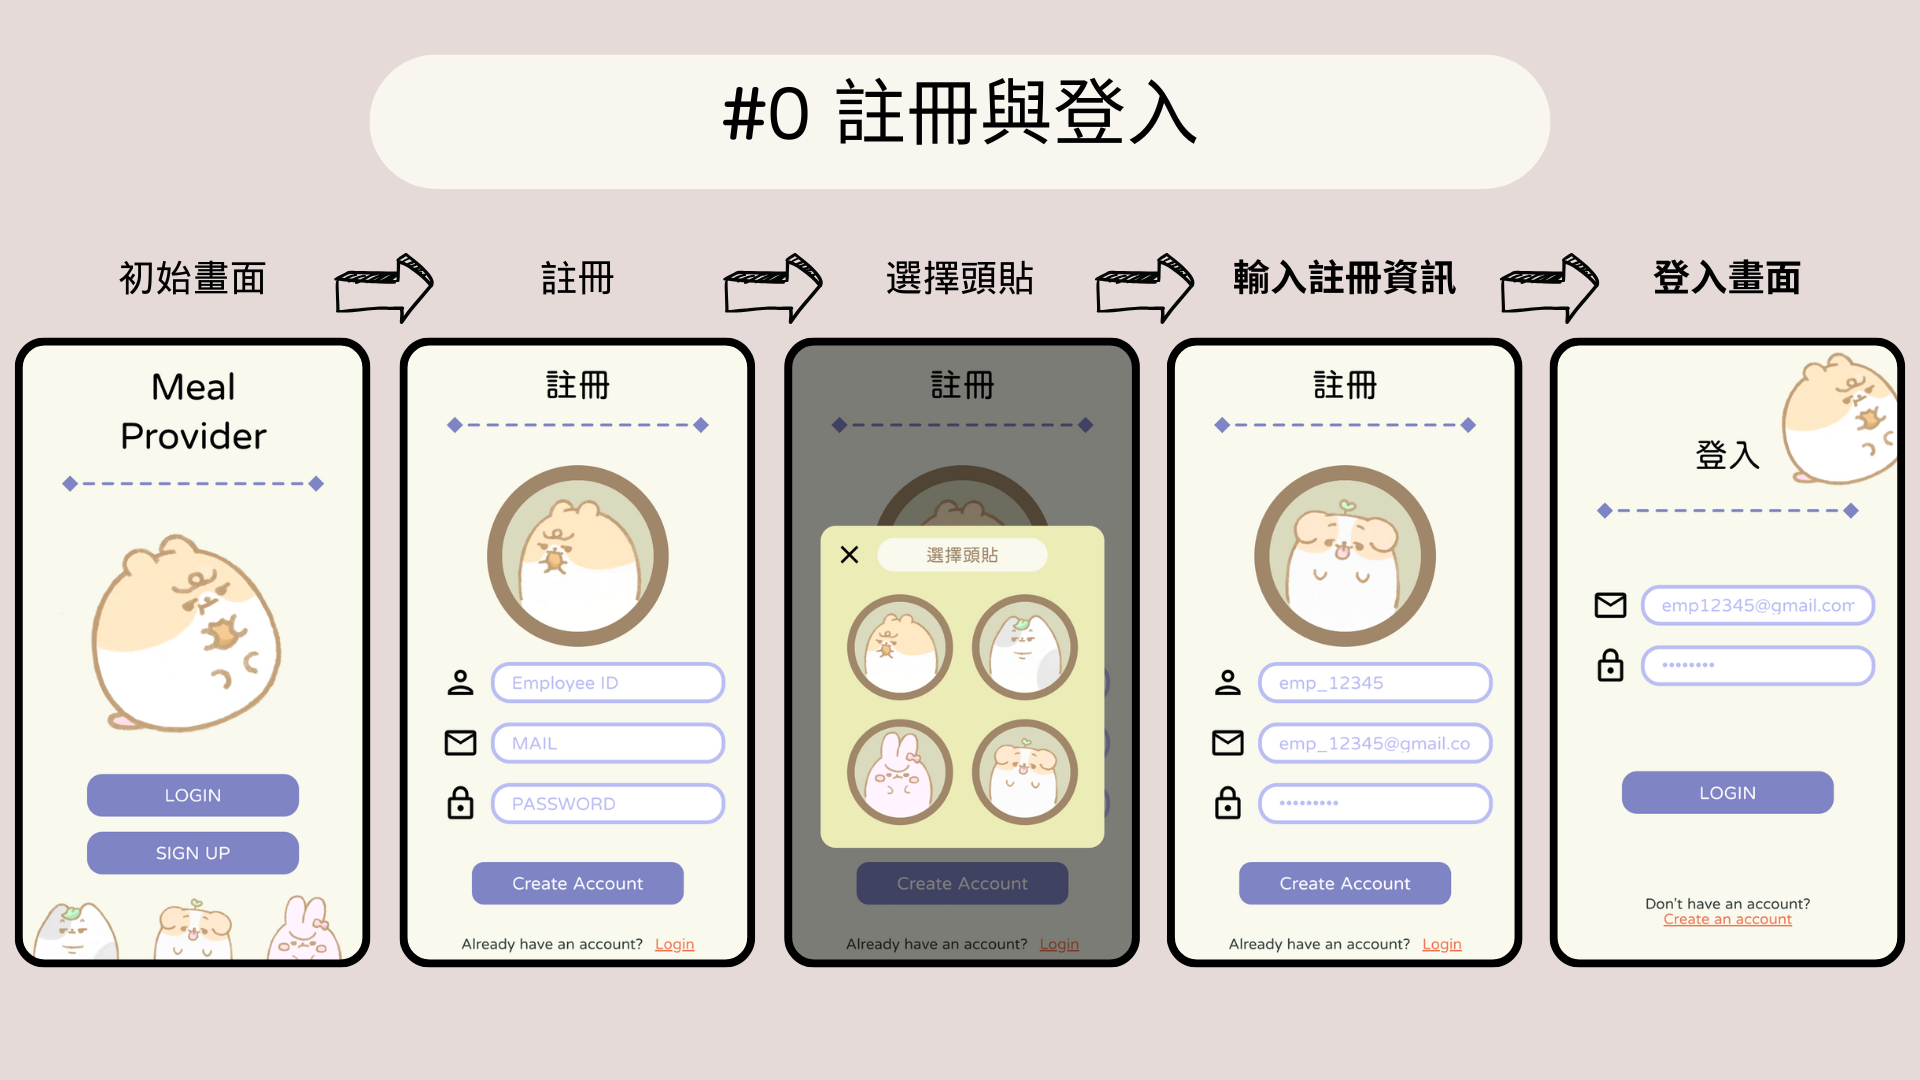 #0 註冊與登入
初始畫面
註冊
選擇頭貼
輸入註冊資訊
登入畫面
Meal
Provider
LOGIN
SIGN UP
註冊
Employee ID
MAIL
PASSWORD
Create Account
Already have an account? Login
註冊
選擇頭貼
Create Account
Already have an account? Login
註冊
emp_12345
emp_12345@gmail.co
•••••••••
Create Account
Already have an account? Login
登入
emp12345@gmail.com
••••••••
LOGIN
Don't have an account?
Create an account